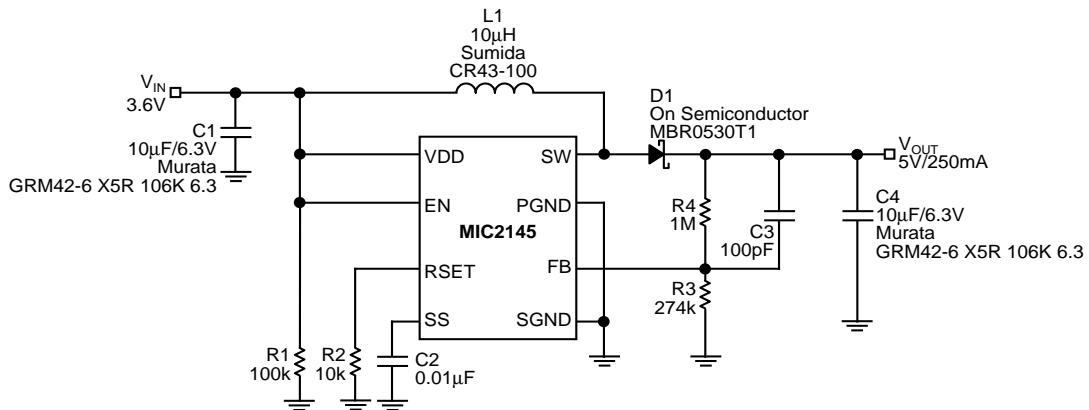 L1
10µH
Sumida
CR43-100
VIN
3.6V
C1
10µF/6.3V
Murata
GRM42-6 X5R 106K 6.3
D1
On Semiconductor
MBR0530T1
VOUT
5V/250mA
VDD
SW
EN
PGND
MIC2145
RSET
FB
SS
SGND
R4
1M
C3
100pF
C4
10µF/6.3V
Murata
GRM42-6 X5R 106K 6.3
R3
274k
R1
100k
R2
10k
C2
0.01µF